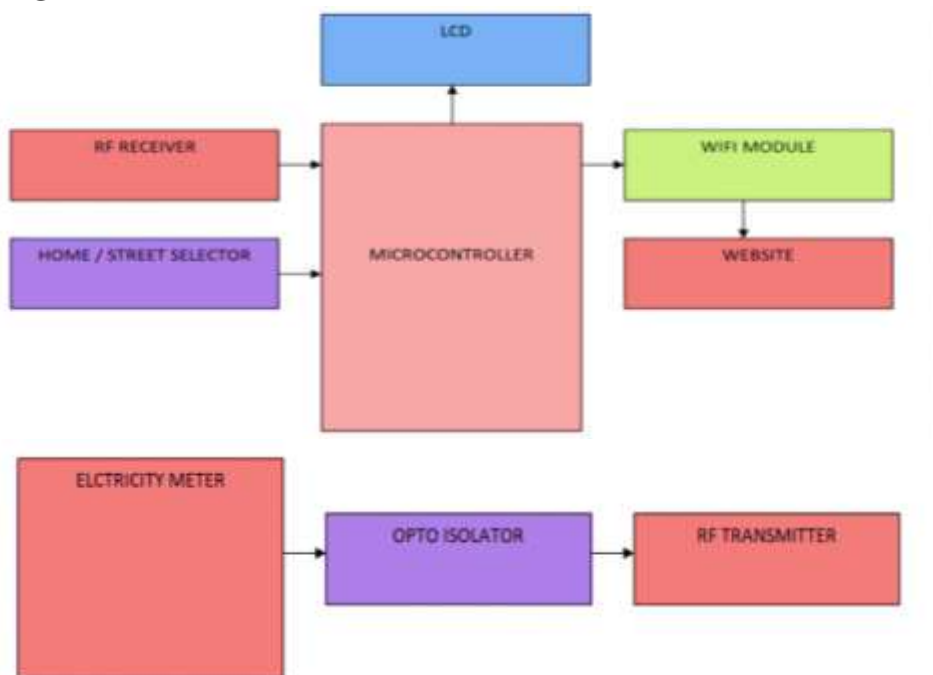 LCD
RF RECEIVER
WIFI MODULE
HOME / STREET SELECTOR
MICROCONTROLLER
WEBSITE
ELCTRICITY METER
OPTO ISOLATOR
RF TRANSMITTER